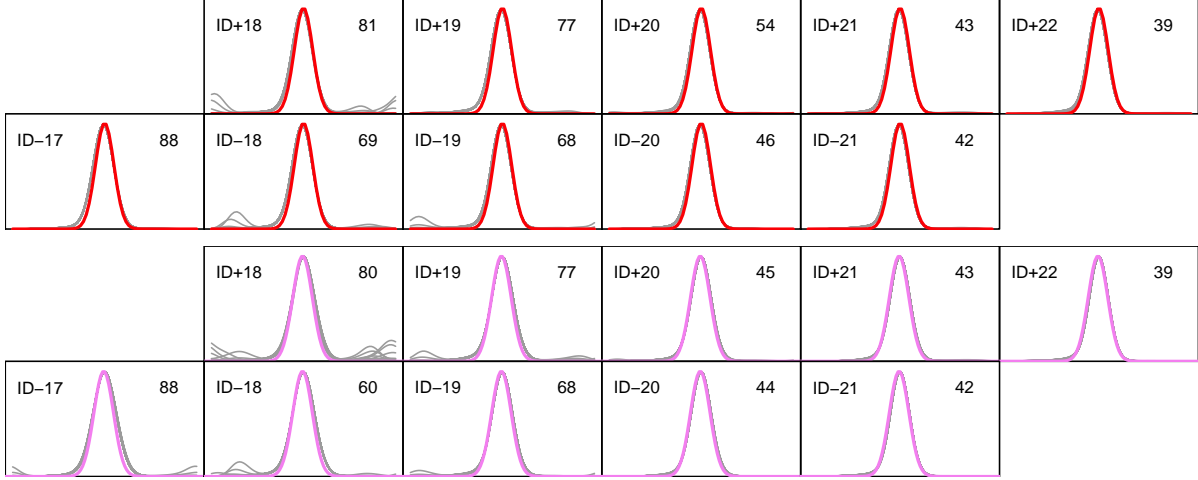 ID+18 81 ID+19 77 ID+20 54 ID+21 43 ID+22 39
ID−17 88 ID−18 69 ID−19 68 ID−20 46 ID−21 42
ID+18 80 ID+19 77 ID+20 45 ID+21 43 ID+22 39
ID−17 88 ID−18 60 ID−19 68 ID−20 44 ID−21 42